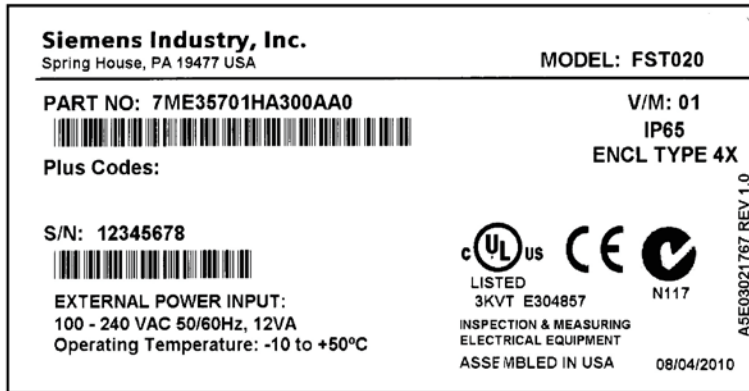 Siemens Industry, Inc.
Spring House, PA 19477 USA
MODEL: FST020
PART NO: 7ME35701HA300AA0
V/M: 01
IP65
ENCL TYPE 4X
Plus Codes:
S/N: 12345678
C UL US
LISTED
3KVT E304857
CE
N117
EXTERNAL POWER INPUT:
100 - 240 VAC 50/60Hz, 12VA
Operating Temperature: -10 to +50ºC
INSPECTION & MEASURING
ELECTRICAL EQUIPMENT
ASSEMBLED IN USA
08/04/2010
A5E03021767 REV 1.0